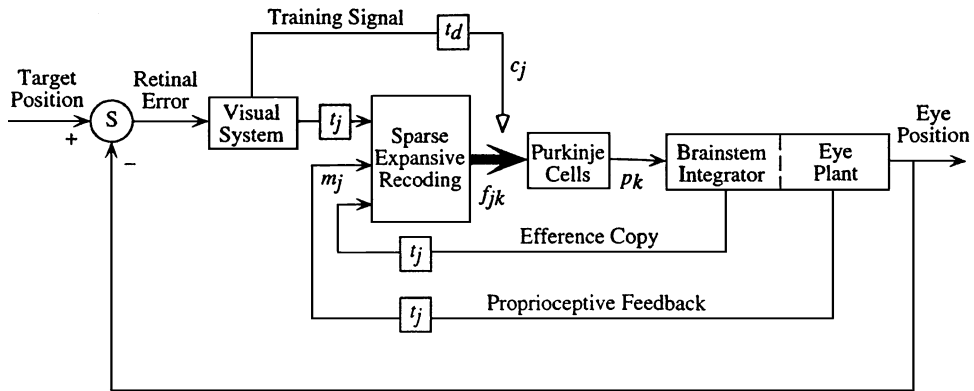 Training Signal
t_d
c_j
Target
Position
+
S
−
Retinal
Error
Visual
System
t_j
m_j
Sparse
Expansive
Recoding
f_jk
Purkinje
Cells
p_k
Brainstem
Integrator
Eye
Plant
Eye
Position
Efference Copy
t_j
Proprioceptive Feedback
t_j